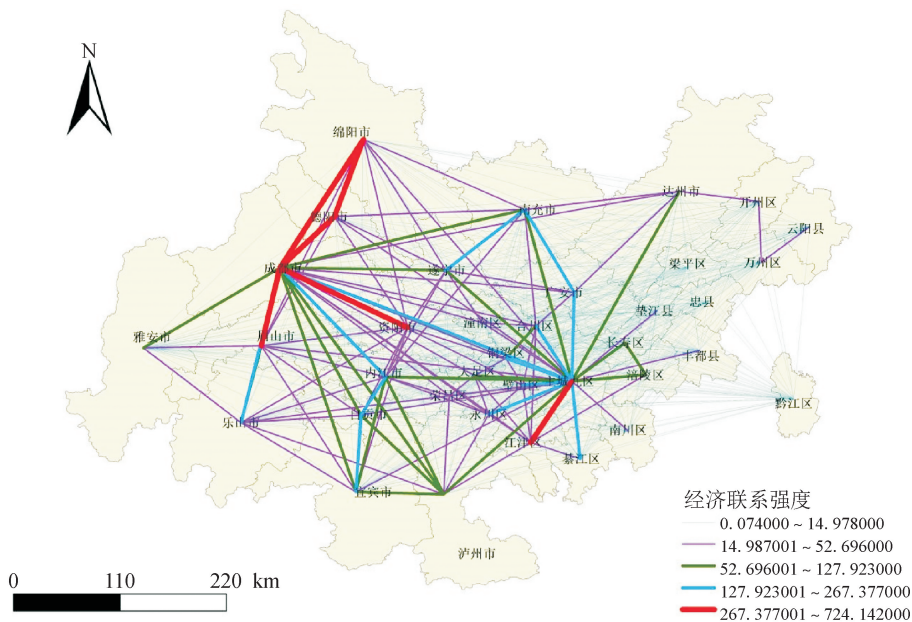 N
绵阳市
达州市
开州区
德阳市
南充市
云阳县
成都市
遂宁市
梁平区
万州区
安市
忠县
垫江县
潼南区
合川区
资阳市
雅安市
眉山市
长寿区
铜梁区
丰都县
内江市
大足区
璧山区
主城九区
涪陵区
荣昌区
黔江区
自贡市
永川区
乐山市
南川区
江津区
綦江区
宜宾市
泸州市
经济联系强度
0.074000~14.978000
14.987001~52.696000
52.696001~127.923000
127.923001~267.377000
267.377001~724.142000
0 110 220 km